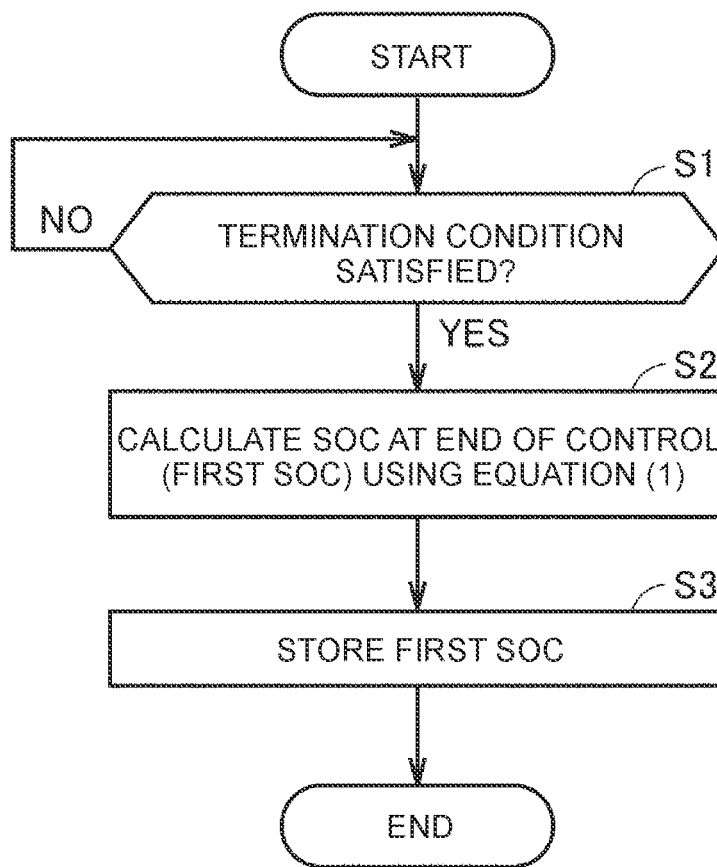 START
S1
NO
TERMINATION CONDITION
SATISFIED?
YES
S2
CALCULATE SOC AT END OF CONTROL
(FIRST SOC) USING EQUATION (1)
S3
STORE FIRST SOC
END